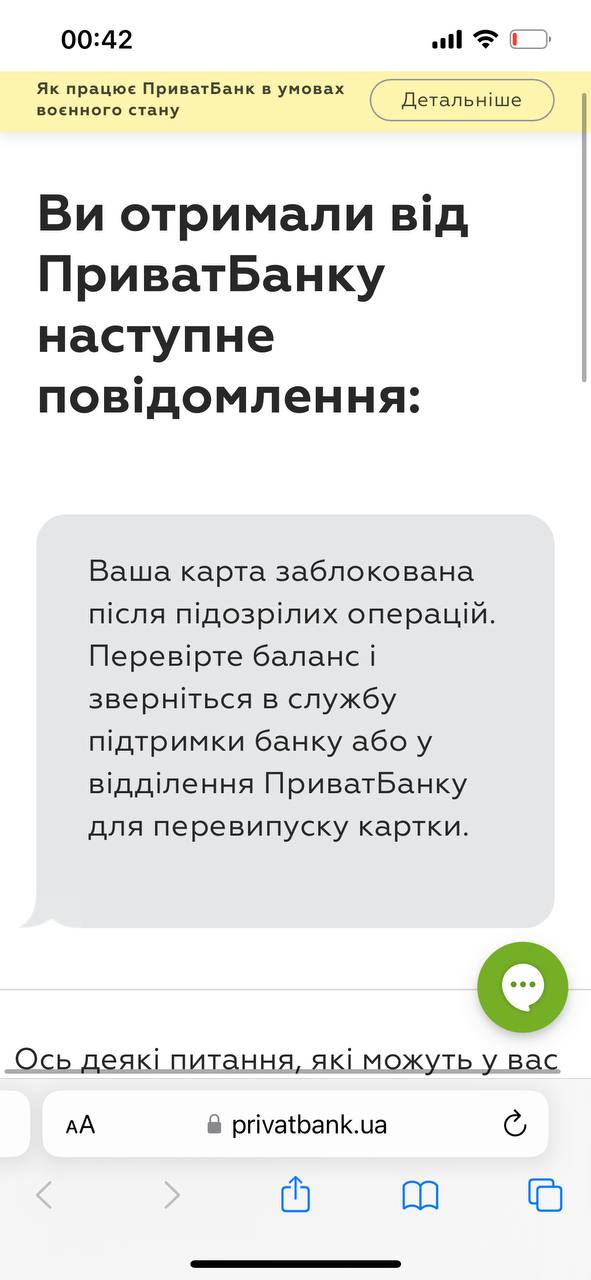 00:42
Як працює ПриватБанк в умовах
воєнного стану
Детальніше
Ви отримали від
ПриватБанку
наступне
повідомлення:
Ваша карта заблокована
після підозрілих операцій.
Перевірте баланс і
зверніться в службу
підтримки банку або у
відділення ПриватБанку
для перевипуску картки.
Ось деякі питання, які можуть у вас
AA privatbank.ua